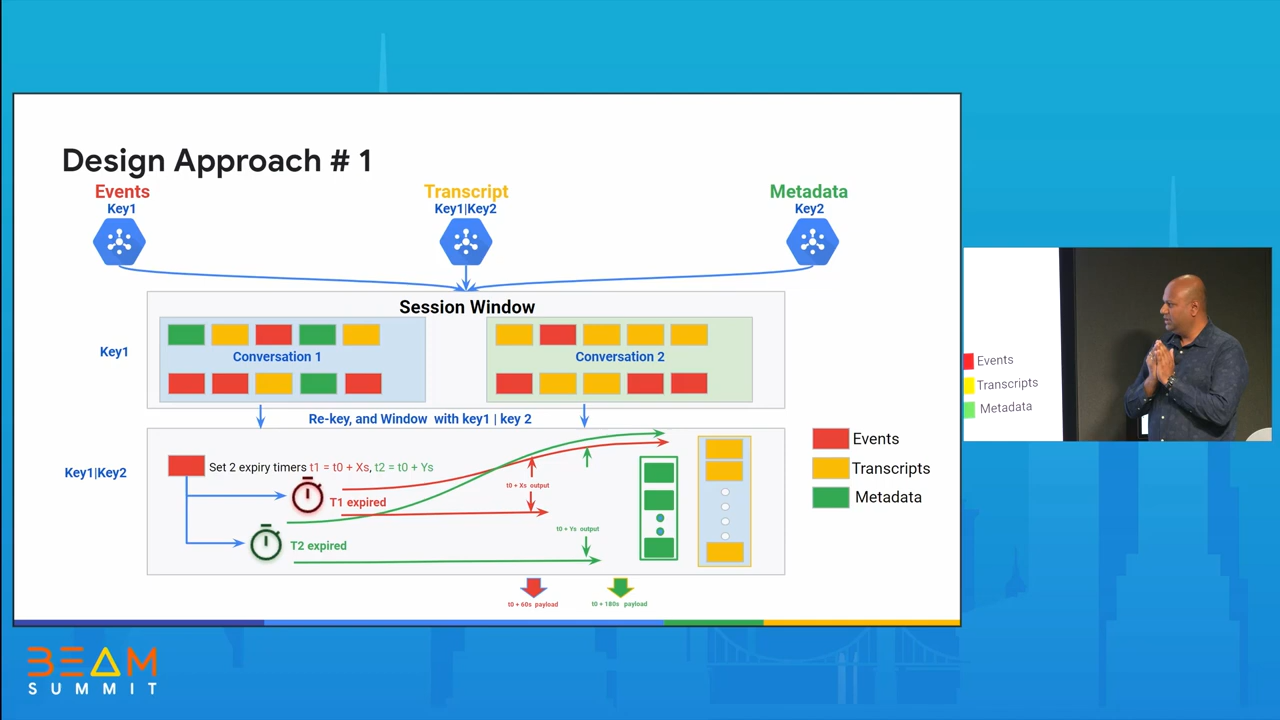 Design Approach # 1
Events
Key1
Transcript
Key1|Key2
Metadata
Key2
Session Window
Key1
Conversation 1
Conversation 2
Re-key, and Window with key1 | key 2
Key1|Key2
Set 2 expiry timers t1 = t0 + Xs, t2 = t0 + Ys
T1 expired
T2 expired
t0 + Xs output
t0 + Ys output
t0 + 60s payload
t0 + 180s payload
Events
Transcripts
Metadata
Events
Transcripts
Metadata
BEAM
SUMMIT